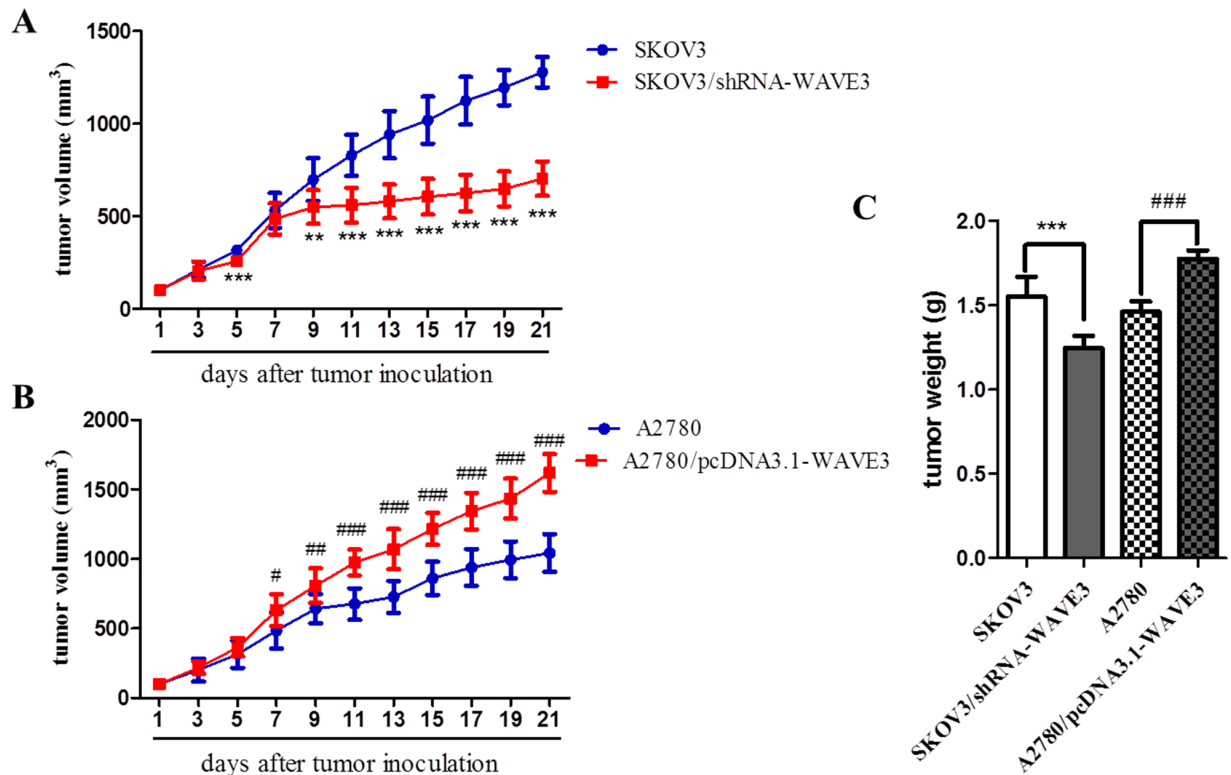 A
1500
1000
500
0
tumor volume (mm³)
SKOV3
SKOV3/shRNA-WAVE3
*** ** *** *** *** *** *** ***
1 3 5 7 9 11 13 15 17 19 21
days after tumor inoculation
B
2000
1500
1000
500
0
tumor volume (mm³)
A2780
A2780/pcDNA3.1-WAVE3
# ## ### ### ### ### ### ###
1 3 5 7 9 11 13 15 17 19 21
days after tumor inoculation
C
2.0
1.5
1.0
0.5
0.0
tumor weight (g)
*** ###
SKOV3
SKOV3/shRNA-WAVE3
A2780
A2780/pcDNA3.1-WAVE3